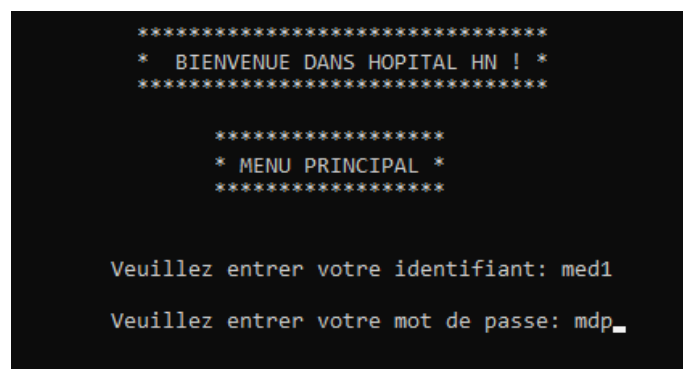 ********************************
* BIENVENUE DANS HOPITAL HN ! *
********************************
******************
* MENU PRINCIPAL *
******************
Veuillez entrer votre identifiant: med1
Veuillez entrer votre mot de passe: mdp